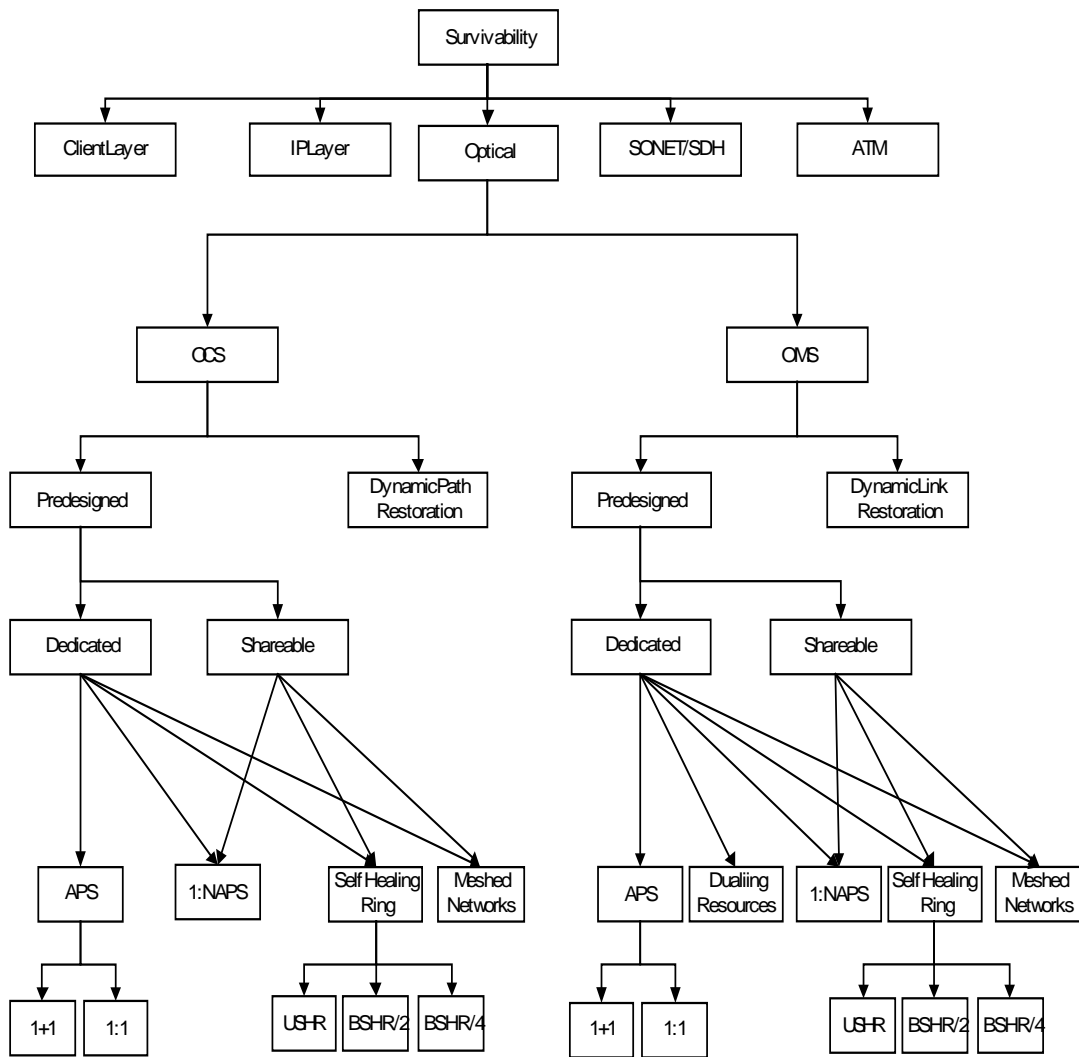 Survivability
ClientLayer
IPLayer
Optical
SONET/SDH
ATM
OCS
OMS
Predesigned
DynamicPath
Restoration
Predesigned
DynamicLink
Restoration
Dedicated
Shareable
Dedicated
Shareable
APS
1:NAPS
Self Healing
Ring
Meshed
Networks
APS
Dualiing
Resources
1:NAPS
Self Healing
Ring
Meshed
Networks
1+1
1:1
USHR
BSHR/2
BSHR/4
1+1
1:1
USHR
BSHR/2
BSHR/4